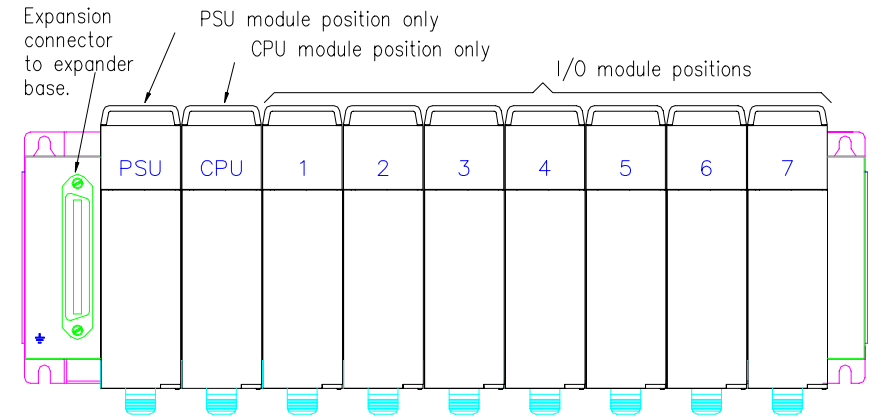 Expansion
connector
to expander
base.
PSU module position only
CPU module position only
I/O module positions
PSU CPU 1 2 3 4 5 6 7